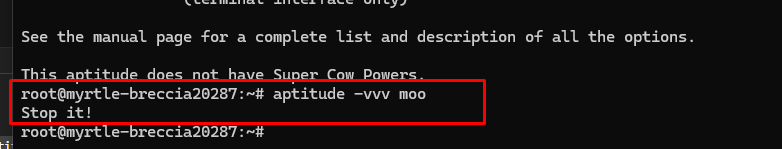 (terminal interface only)
See the manual page for a complete list and description of all the options.
This aptitude does not have Super Cow Powers.
root@myrtle-breccia20287:~# aptitude -vvv moo
Stop it!
root@myrtle-breccia20287:~#